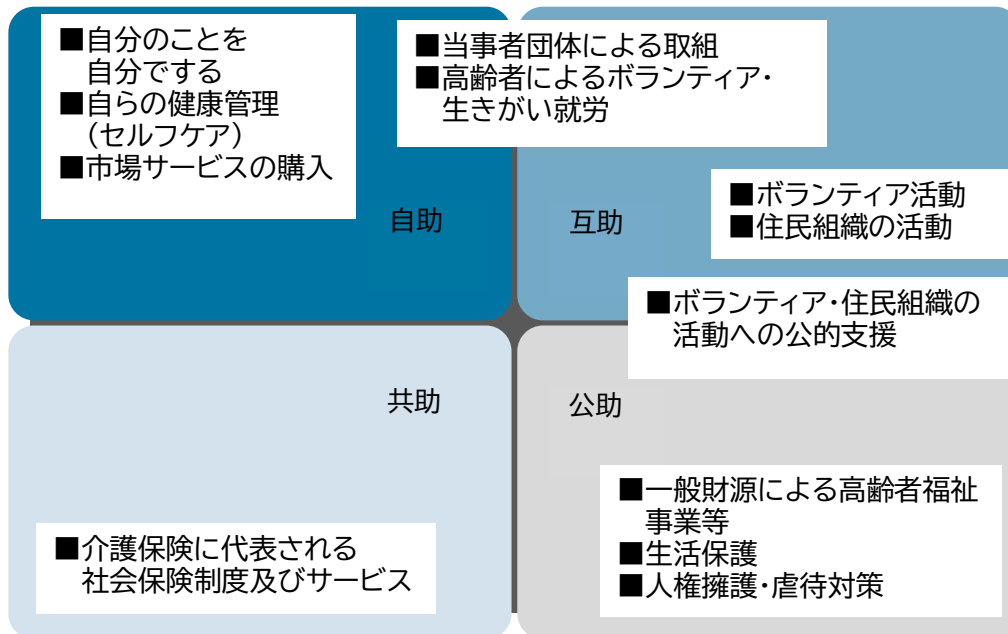 ■自分のことを
自分でする
■自らの健康管理
(セルフケア)
■市場サービスの購入
■当事者団体による取組
■高齢者によるボランティア・
生きがい就労
自助
互助
■ボランティア活動
■住民組織の活動
■ボランティア・住民組織の
活動への公的支援
共助
公助
■介護保険に代表される
社会保険制度及びサービス
■一般財源による高齢者福祉
事業等
■生活保護
■人権擁護・虐待対策